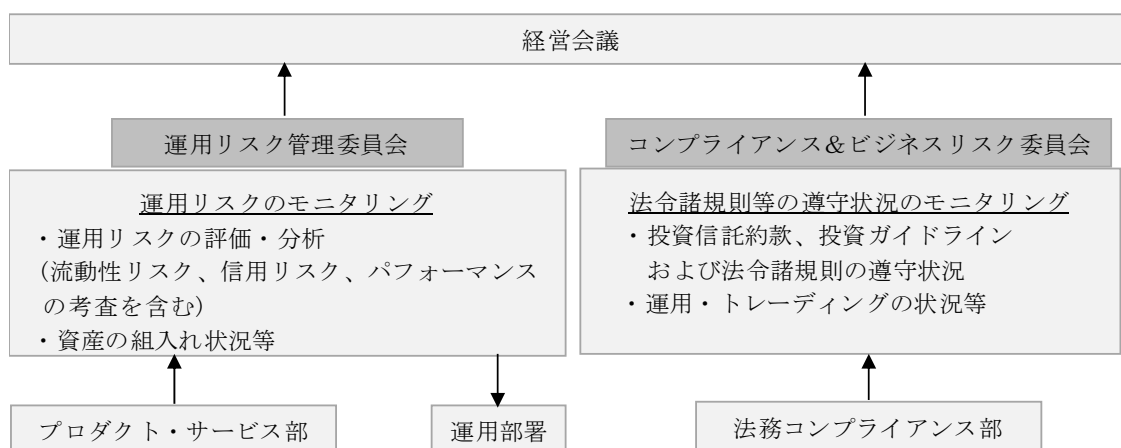 経営会議
運用リスク管理委員会
運用リスクのモニタリング
・運用リスクの評価・分析
(流動性リスク、信用リスク、パフォーマンス
の考査を含む)
・資産の組入れ状況等
プロダクト・サービス部
運用部署
コンプライアンス&ビジネスリスク委員会
法令諸規則等の遵守状況のモニタリング
・投資信託約款、投資ガイドライン
および法令諸規則の遵守状況
・運用・トレーディングの状況等
法務コンプライアンス部